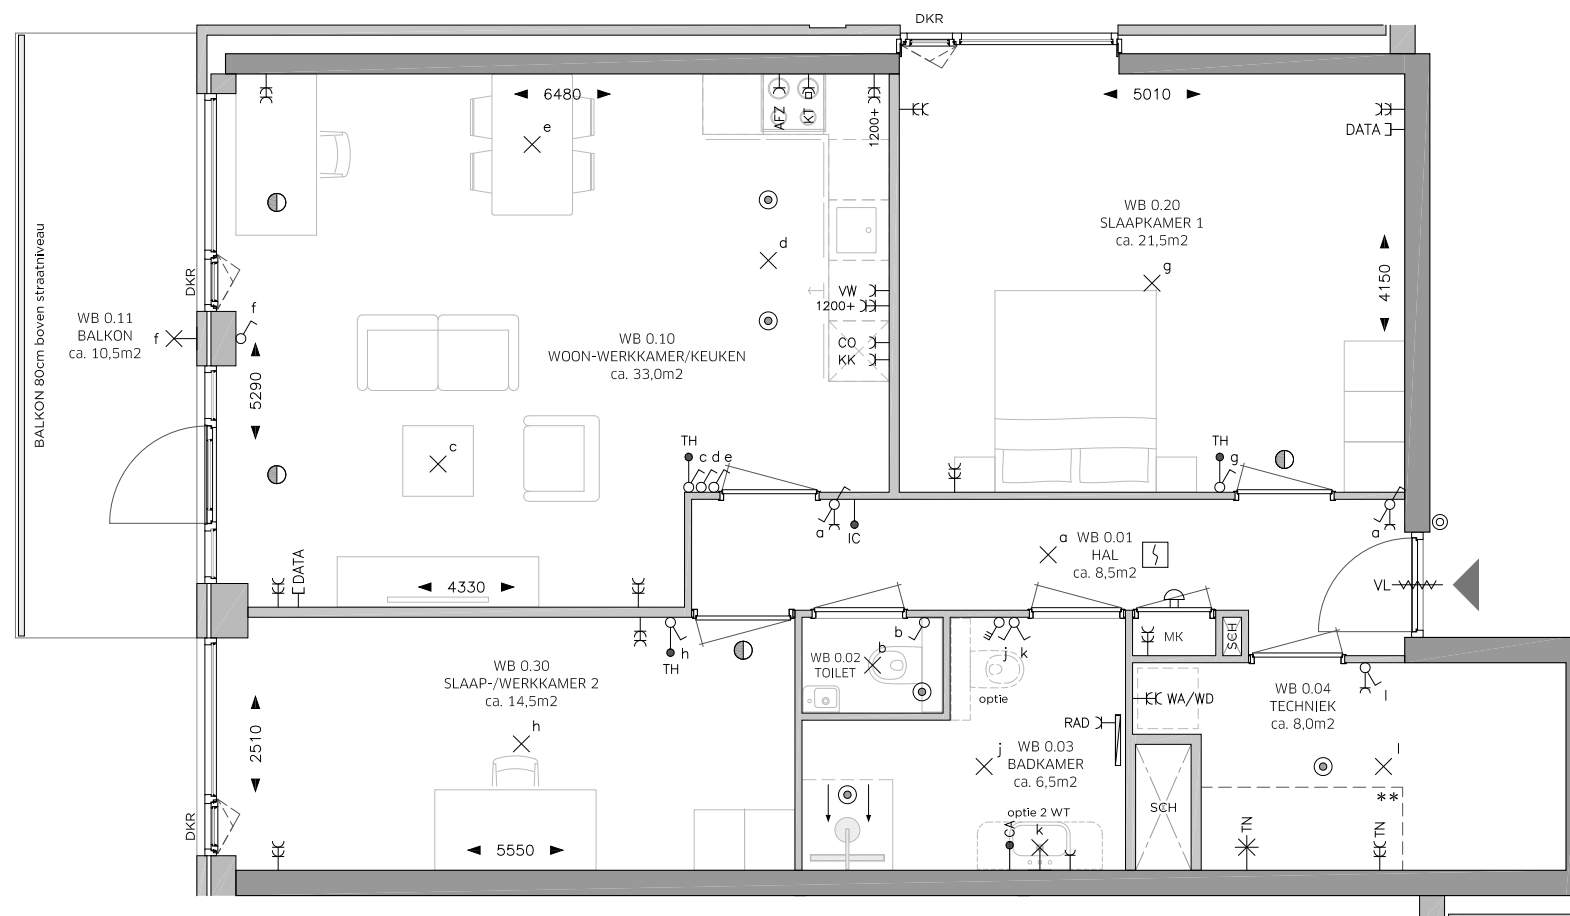 DKR
6480
5010
e
AFZ
KT
1200+
DATA
WB 0.20
SLAAPKAMER 1
ca. 21,5m2
d
g
4150
BALKON 80cm boven straatniveau
DKR
f
WB 0.11
BALKON
ca. 10,5m2
f
VW
1200+
CO
KK
WB 0.10
WOON-WERKKAMER/KEUKEN
ca. 33,0m2
5290
c
TH
c d e
TH
g
a
IC
a
a
WB 0.01
HAL
ca. 8,5m2
DATA
4330
VL
b
h
TH
j
k
MK
SCH
WB 0.30
SLAAP-/WERKKAMER 2
ca. 14,5m2
WB 0.02
TOILET
b
optie
WA/WD
WB 0.04
TECHNIEK
ca. 8,0m2
l
RAD
2510
h
j
WB 0.03
BADKAMER
ca. 6,5m2
l
**
DKR
optie 2 WT
CA
k
SCH
TN
TN
5550